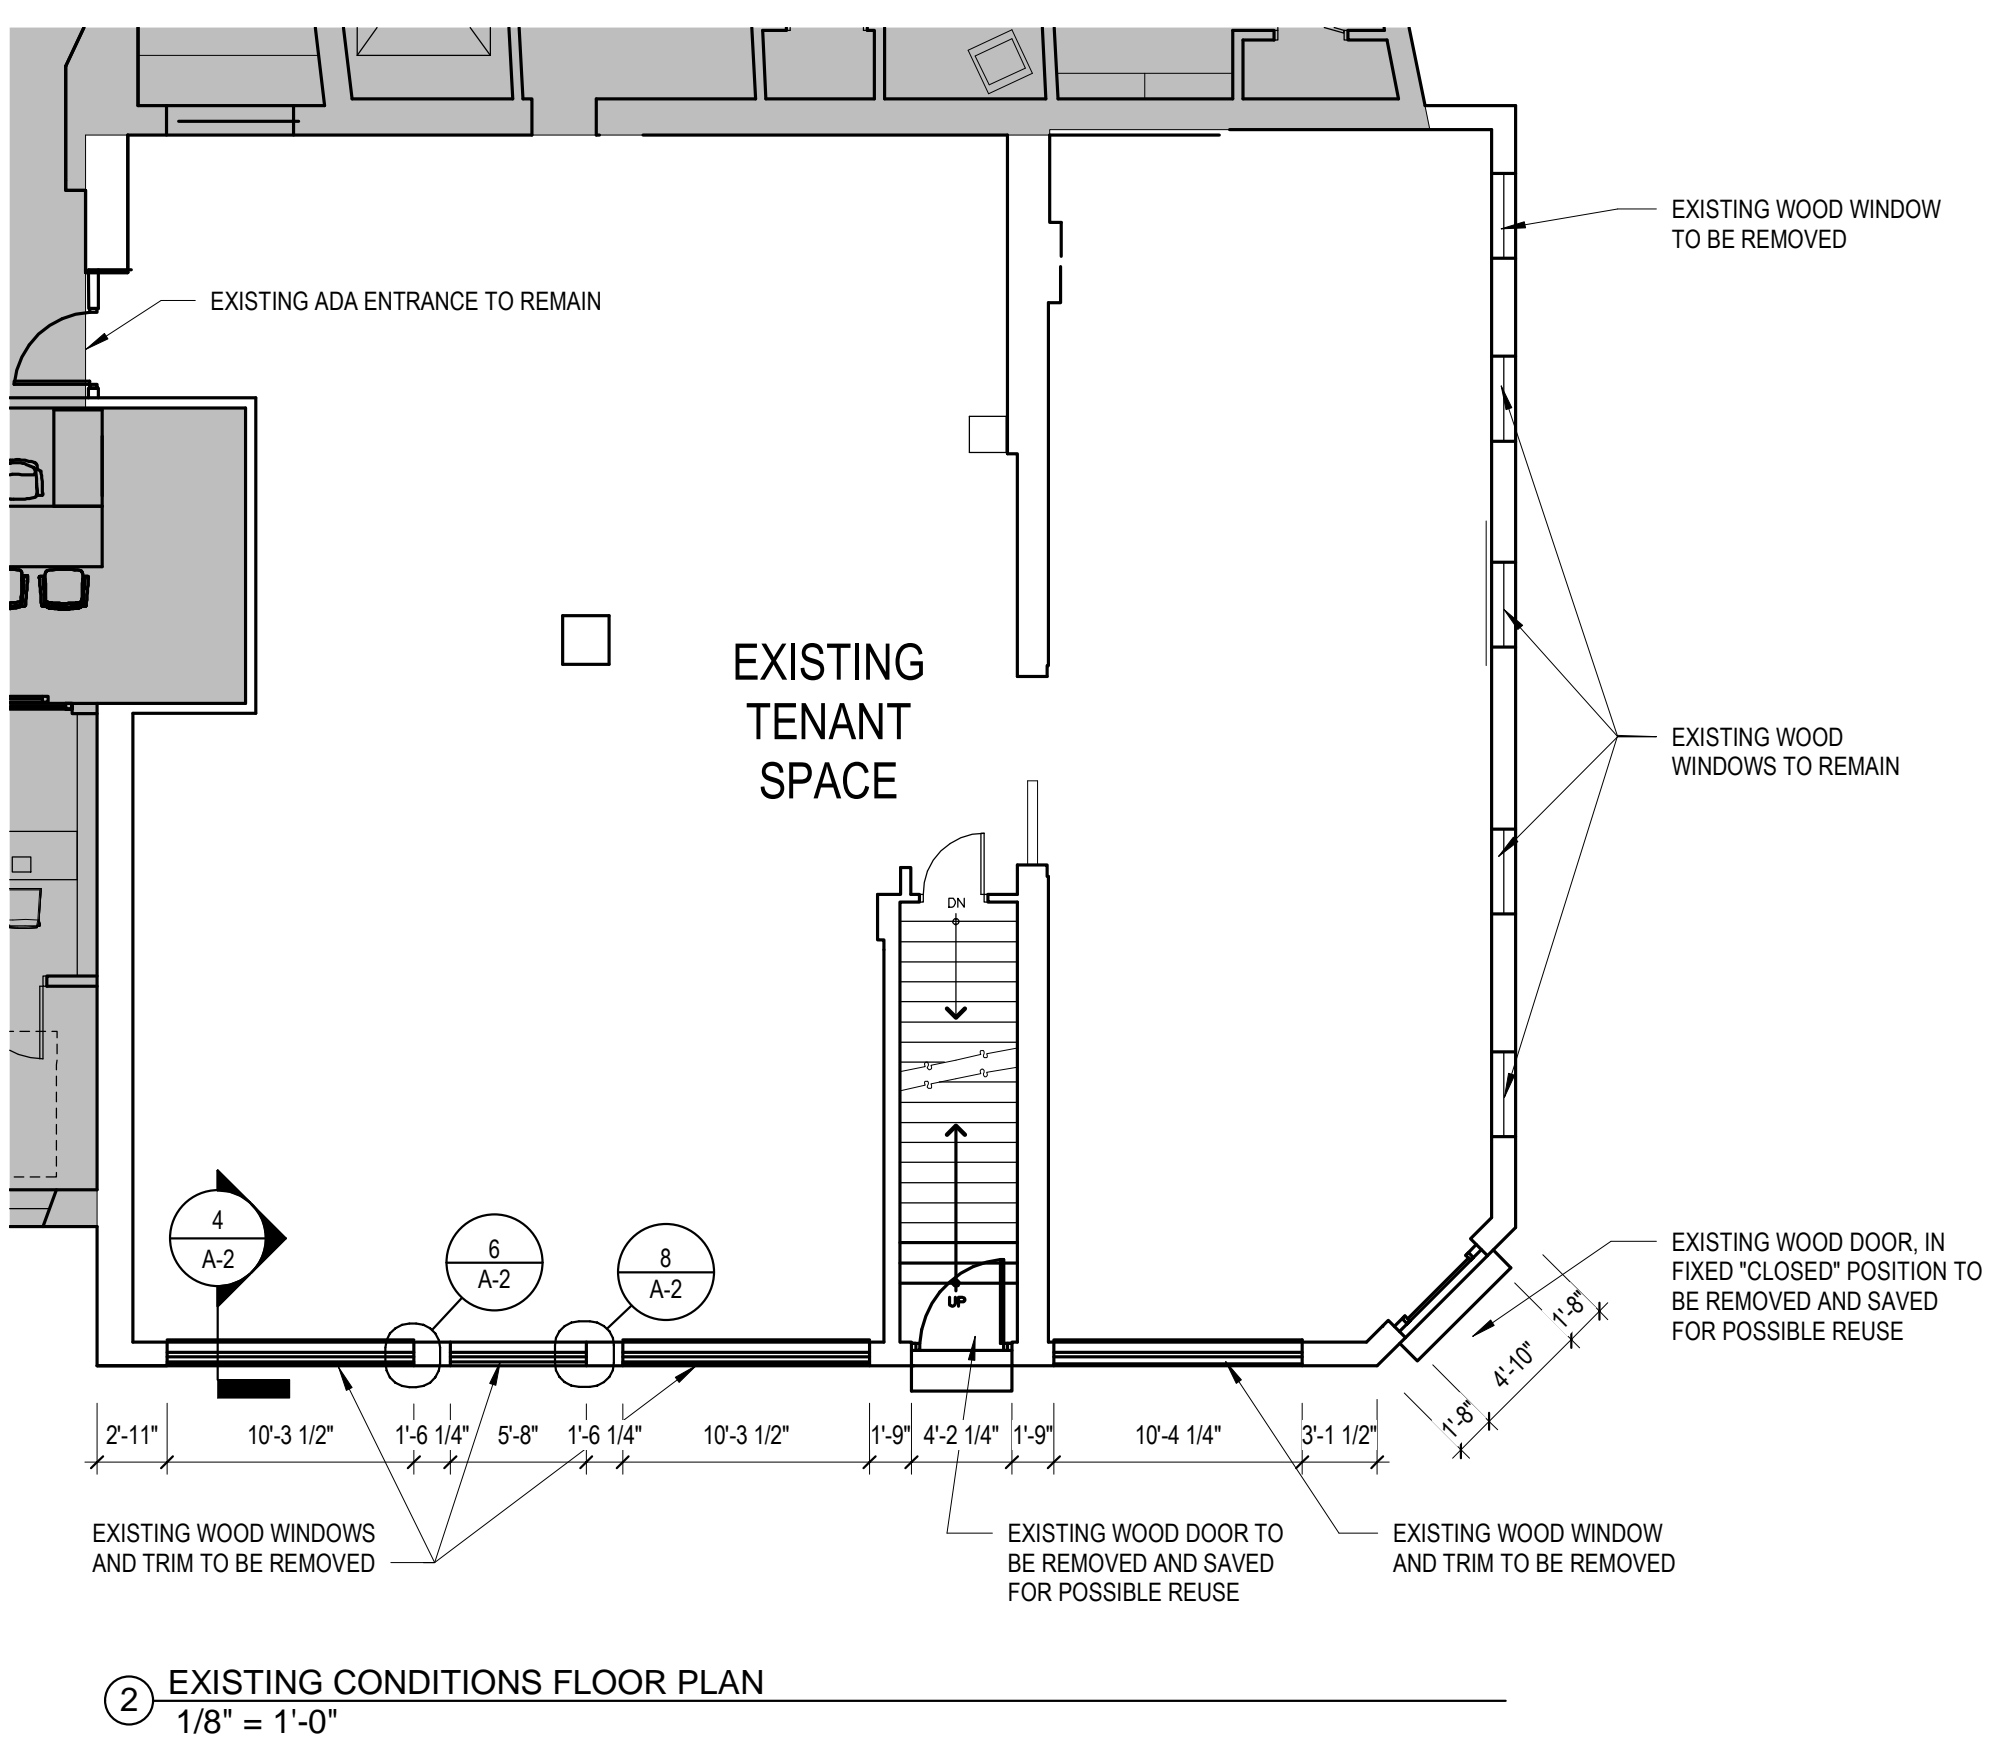 EXISTING WOOD WINDOW
TO BE REMOVED
EXISTING ADA ENTRANCE TO REMAIN
EXISTING
TENANT
SPACE
EXISTING WOOD
WINDOWS TO REMAIN
DN
4
A-2
6
A-2
8
A-2
UP
EXISTING WOOD DOOR, IN
FIXED "CLOSED" POSITION TO
BE REMOVED AND SAVED
FOR POSSIBLE REUSE
1'-8"
4'-10"
1'-8"
2'-11"
10'-3 1/2"
1'-6 1/4"
5'-8"
1'-6 1/4"
10'-3 1/2"
1'-9"
4'-2 1/4"
1'-9"
10'-4 1/4"
3'-1 1/2"
EXISTING WOOD WINDOWS
AND TRIM TO BE REMOVED
EXISTING WOOD DOOR TO
BE REMOVED AND SAVED
FOR POSSIBLE REUSE
EXISTING WOOD WINDOW
AND TRIM TO BE REMOVED
2
EXISTING CONDITIONS FLOOR PLAN
1/8" = 1'-0"